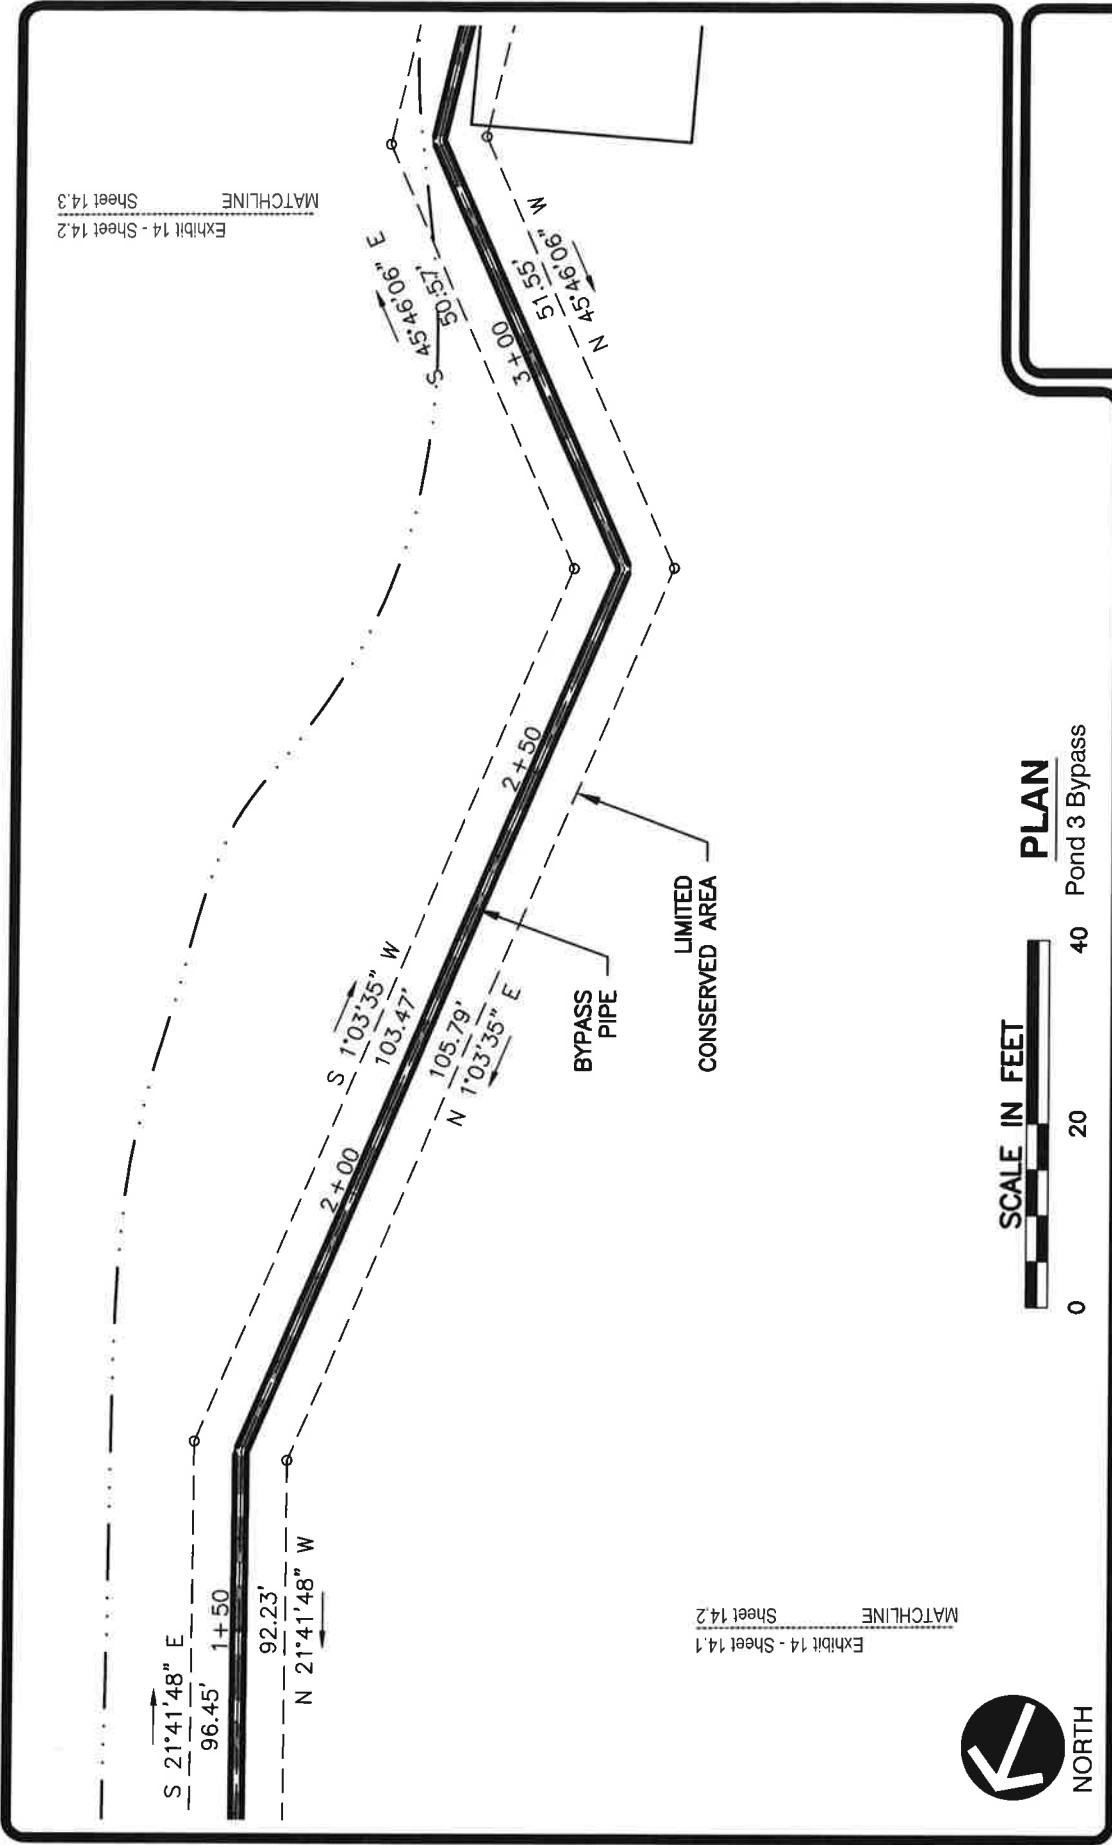 S 21°41'48" E
96.45'
1+50
92.23'
N 21°41'48" W
2+00
S 1°03'35" W
103.47'
105.79'
N 1°03'35" E
2+50
S 45°46'06" E
50.57'
3+00
51.55'
N 45°46'06" W
BYPASS
PIPE
LIMITED
CONSERVED AREA
Exhibit 14 - Sheet 14.1
MATCHLINE Sheet 14.2
Exhibit 14 - Sheet 14.2
MATCHLINE Sheet 14.3
NORTH
SCALE IN FEET
0 20 40
PLAN
Pond 3 Bypass